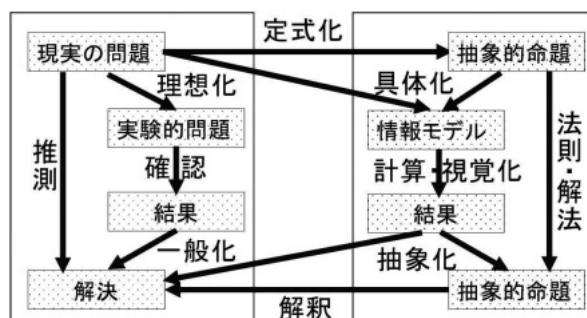 定式化
現実の問題
抽象的命題
理想化
具体化
実験的問題
情報モデル
推測
確認
計算・視覚化
法則・解法
結果
結果
一般化
抽象化
解決
解釈
抽象的命題